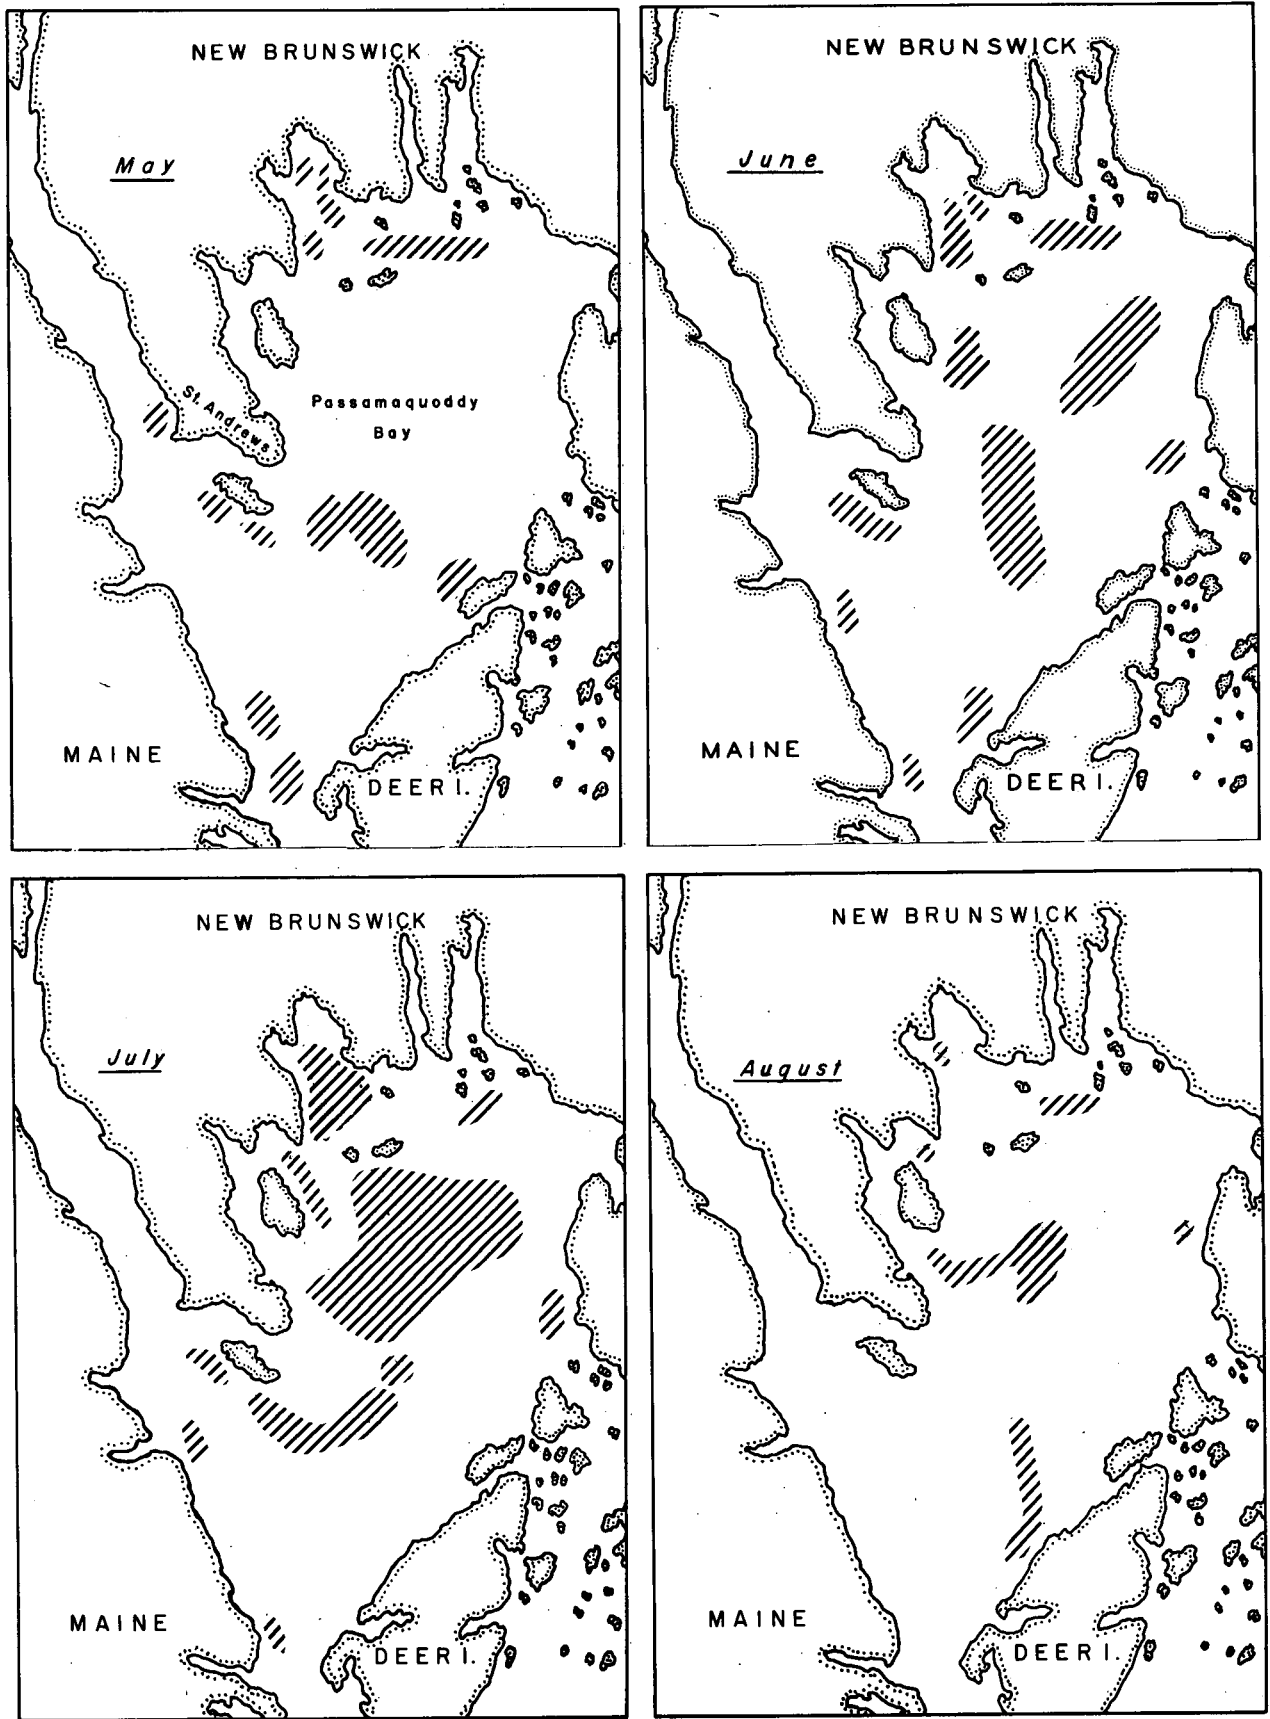 NEW BRUNSWICK
May
St. Andrews
Passamaquoddy
Bay
MAINE
DEER I.
NEW BRUNSWICK
June
MAINE
DEER I.
NEW BRUNSWICK
July
MAINE
DEER I.
NEW BRUNSWICK
August
MAINE
DEER I.